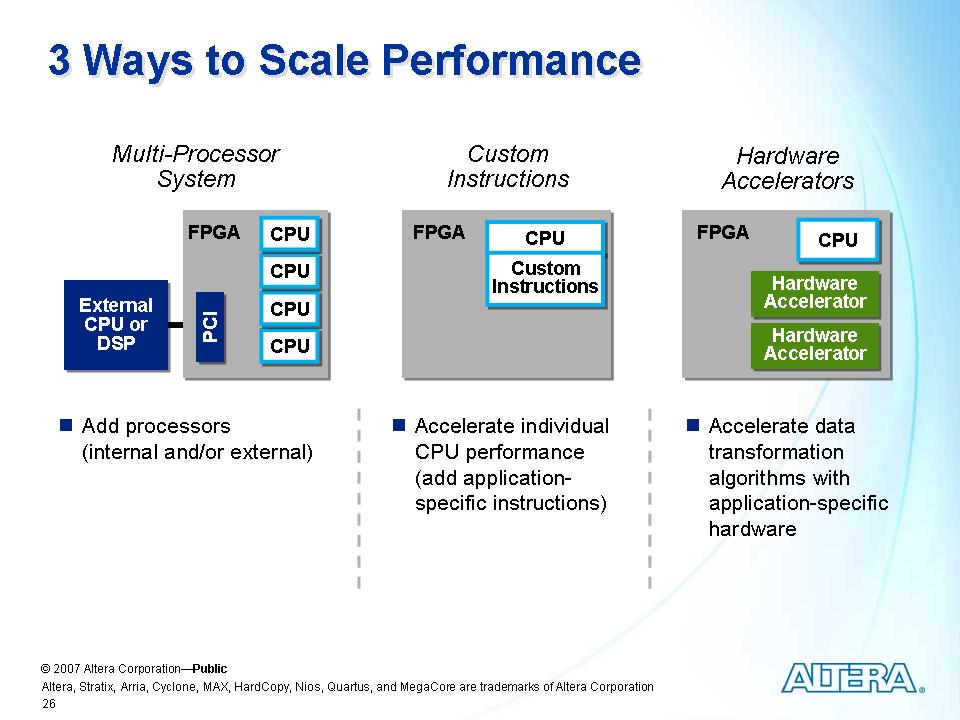 3 Ways to Scale Performance
Multi-Processor
System
FPGA
CPU
CPU
CPU
CPU
External
CPU or
DSP
PCI
Add processors
(internal and/or external)
Custom
Instructions
FPGA
CPU
Custom
Instructions
Accelerate individual
CPU performance
(add application-
specific instructions)
Hardware
Accelerators
FPGA
CPU
Hardware
Accelerator
Hardware
Accelerator
Accelerate data
transformation
algorithms with
application-specific
hardware
© 2007 Altera Corporation—Public
Altera, Stratix, Arria, Cyclone, MAX, HardCopy, Nios, Quartus, and MegaCore are trademarks of Altera Corporation
26
ALTERA®